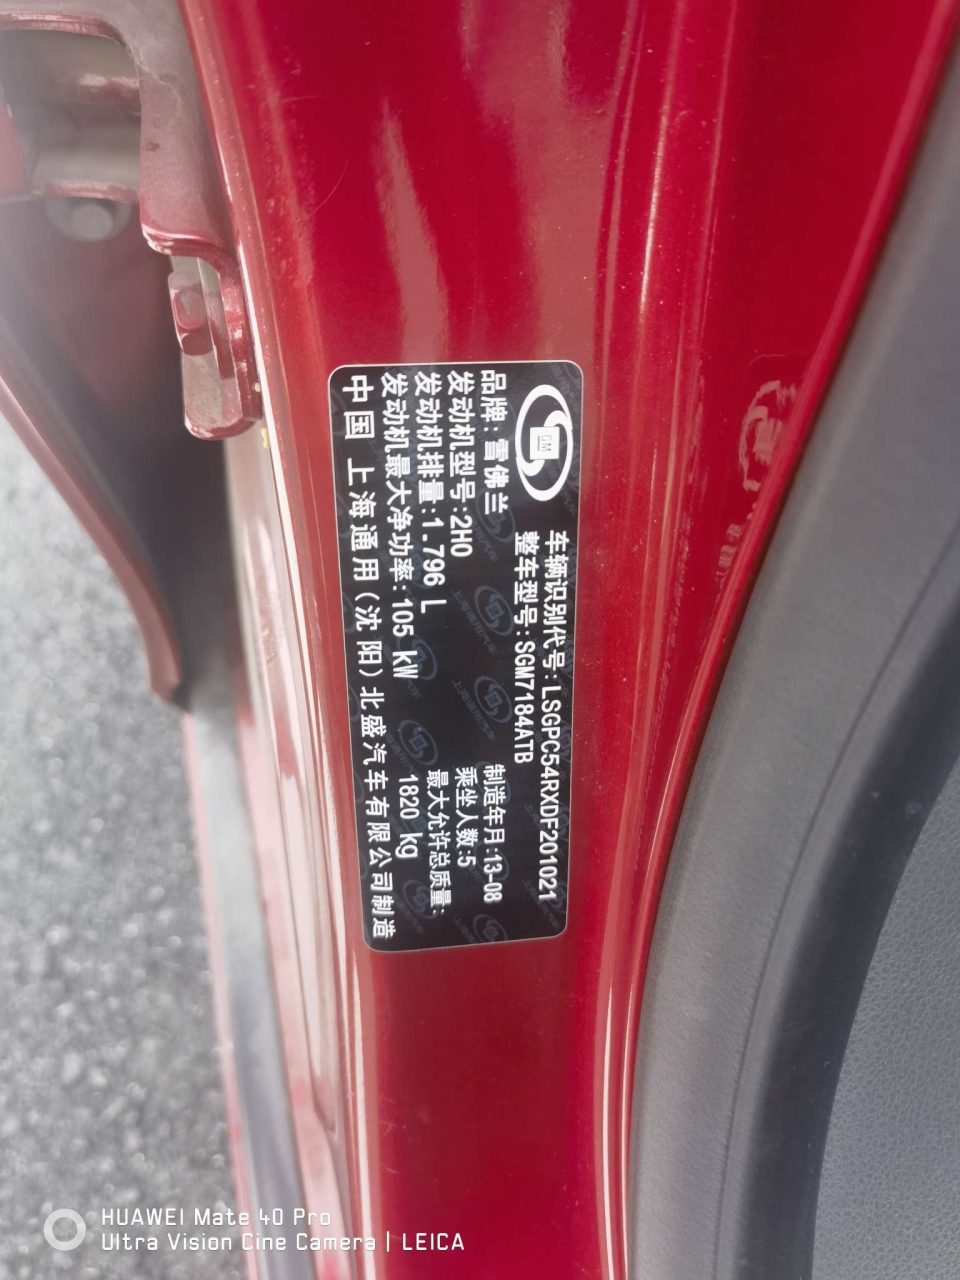 GM
车辆识别代号:LSGPC54RXDF201021
整车型号:SGM7184ATB
品牌:雪佛兰
制造年月:13-08
发动机型号:2H0
乘坐人数:5
发动机排量:1.796 L
最大允许总质量:
发动机最大净功率:105 kW
1820 kg
中国 上海通用(沈阳)北盛汽车有限公司制造
HUAWEI Mate 40 Pro
Ultra Vision Cine Camera | LEICA